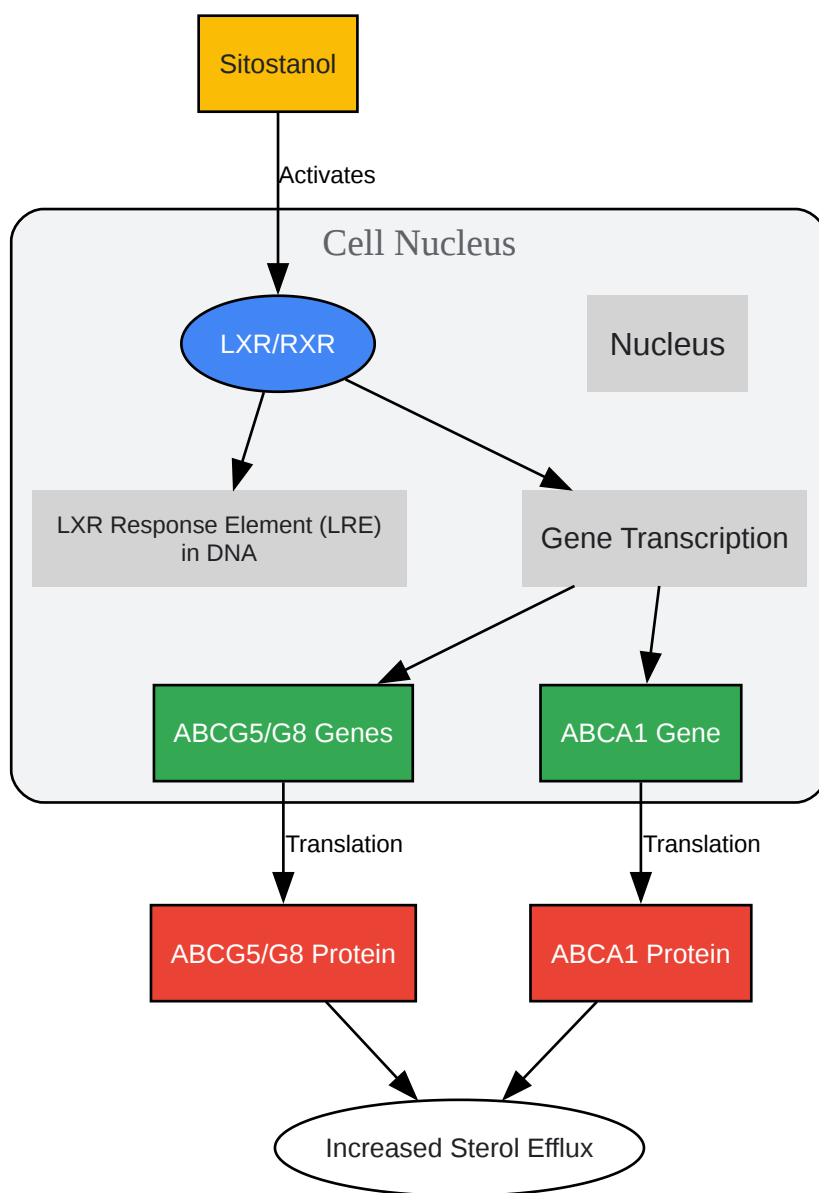 Sitostanol
Activates
Cell Nucleus
LXR/RXR
Nucleus
LXR Response Element (LRE)
in DNA
Gene Transcription
ABCG5/G8 Genes
ABCA1 Gene
Translation
Translation
ABCG5/G8 Protein
ABCA1 Protein
Increased Sterol Efflux